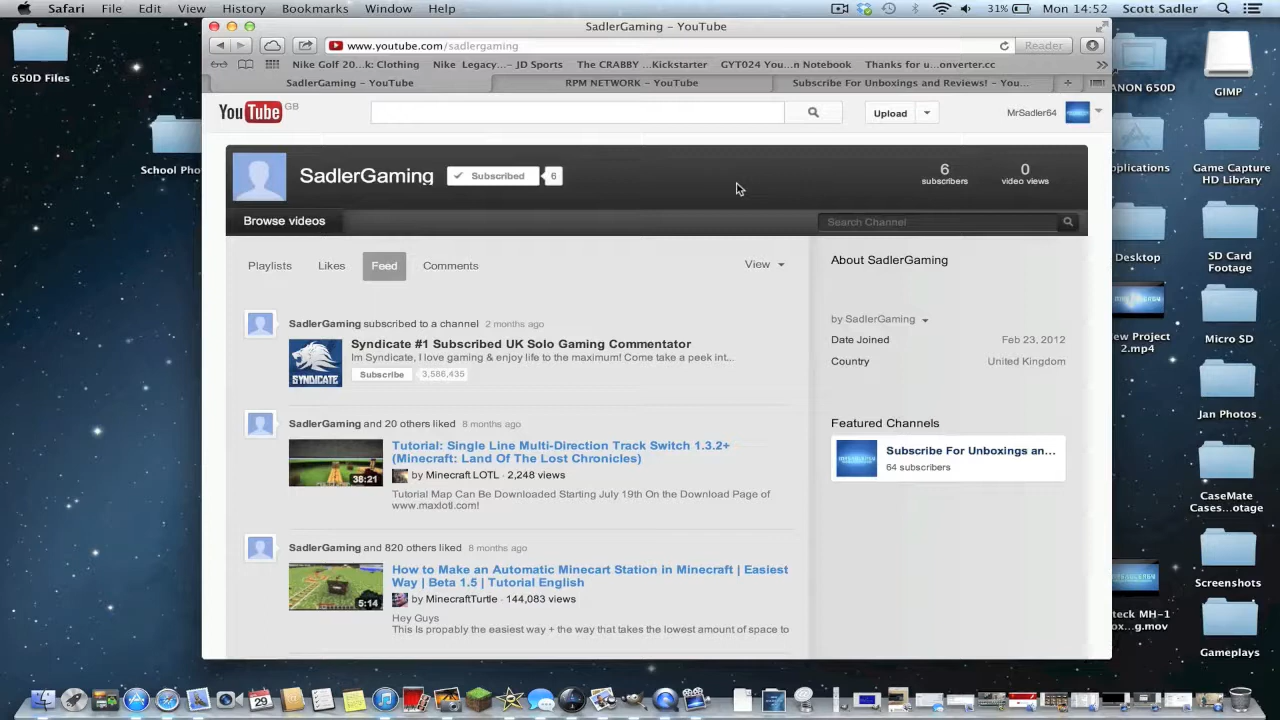 Safari File Edit View History Bookmarks Window Help
31% Mon 14:52 Scott Sadler
SadlerGaming – YouTube
www.youtube.com/sadlergaming
Reader
Nike Golf 20...k: Clothing Nike Legacy...– JD Sports The CRABBY ...Kickstarter GYT024 You...n Notebook Thanks for u...onverter.cc
SadlerGaming – YouTube
RPM NETWORK – YouTube
Subscribe For Unboxings and Reviews! – You...
YouTube GB
Upload
MrSadler64
SadlerGaming
Subscribed 6
6
subscribers
0
video views
Browse videos
Search Channel
Playlists Likes Feed Comments
View
SadlerGaming subscribed to a channel 2 months ago
SYNDICATE
Syndicate #1 Subscribed UK Solo Gaming Commentator
Im Syndicate, I love gaming & enjoy life to the maximum! Come take a peek int...
Subscribe 3,586,435
SadlerGaming and 20 others liked 8 months ago
38:21
Tutorial: Single Line Multi-Direction Track Switch 1.3.2+
(Minecraft: Land Of The Lost Chronicles)
by Minecraft LOTL · 2,248 views
Tutorial Map Can Be Downloaded Starting July 19th On the Download Page of
www.maxlotl.com!
SadlerGaming and 820 others liked 8 months ago
5:14
How to Make an Automatic Minecart Station in Minecraft | Easiest
Way | Beta 1.5 | Tutorial English
by MinecraftTurtle · 144,083 views
Hey Guys
This is propably the easiest way + the way that takes the lowest amount of space to
About SadlerGaming
by SadlerGaming
Date Joined Feb 23, 2012
Country United Kingdom
Featured Channels
Subscribe For Unboxings an...
64 subscribers
650D Files
School Pho
ANON 650D
GIMP
pplications
Game Capture
HD Library
Desktop
SD Card
Footage
ew Project
2.mp4
Micro SD
Jan Photos
CaseMate
Cases...otage
Screenshots
teck MH-1
ox...g.mov
Gameplays
29